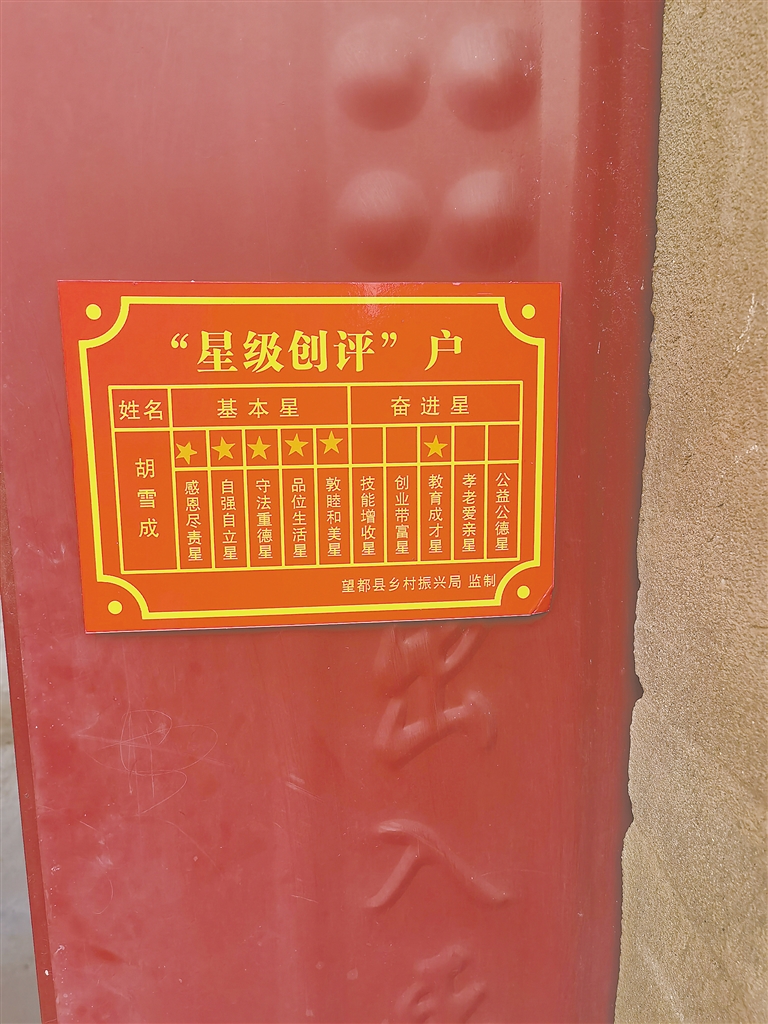 “星级创评”户
姓名 基本星 奋进星
胡雪成
感恩尽责星
自强自立星
守法重德星
品位生活星
敦睦和美星
技能增收星
创业带富星
教育成才星
孝老爱亲星
公益公德星
望都县乡村振兴局 监制
出入